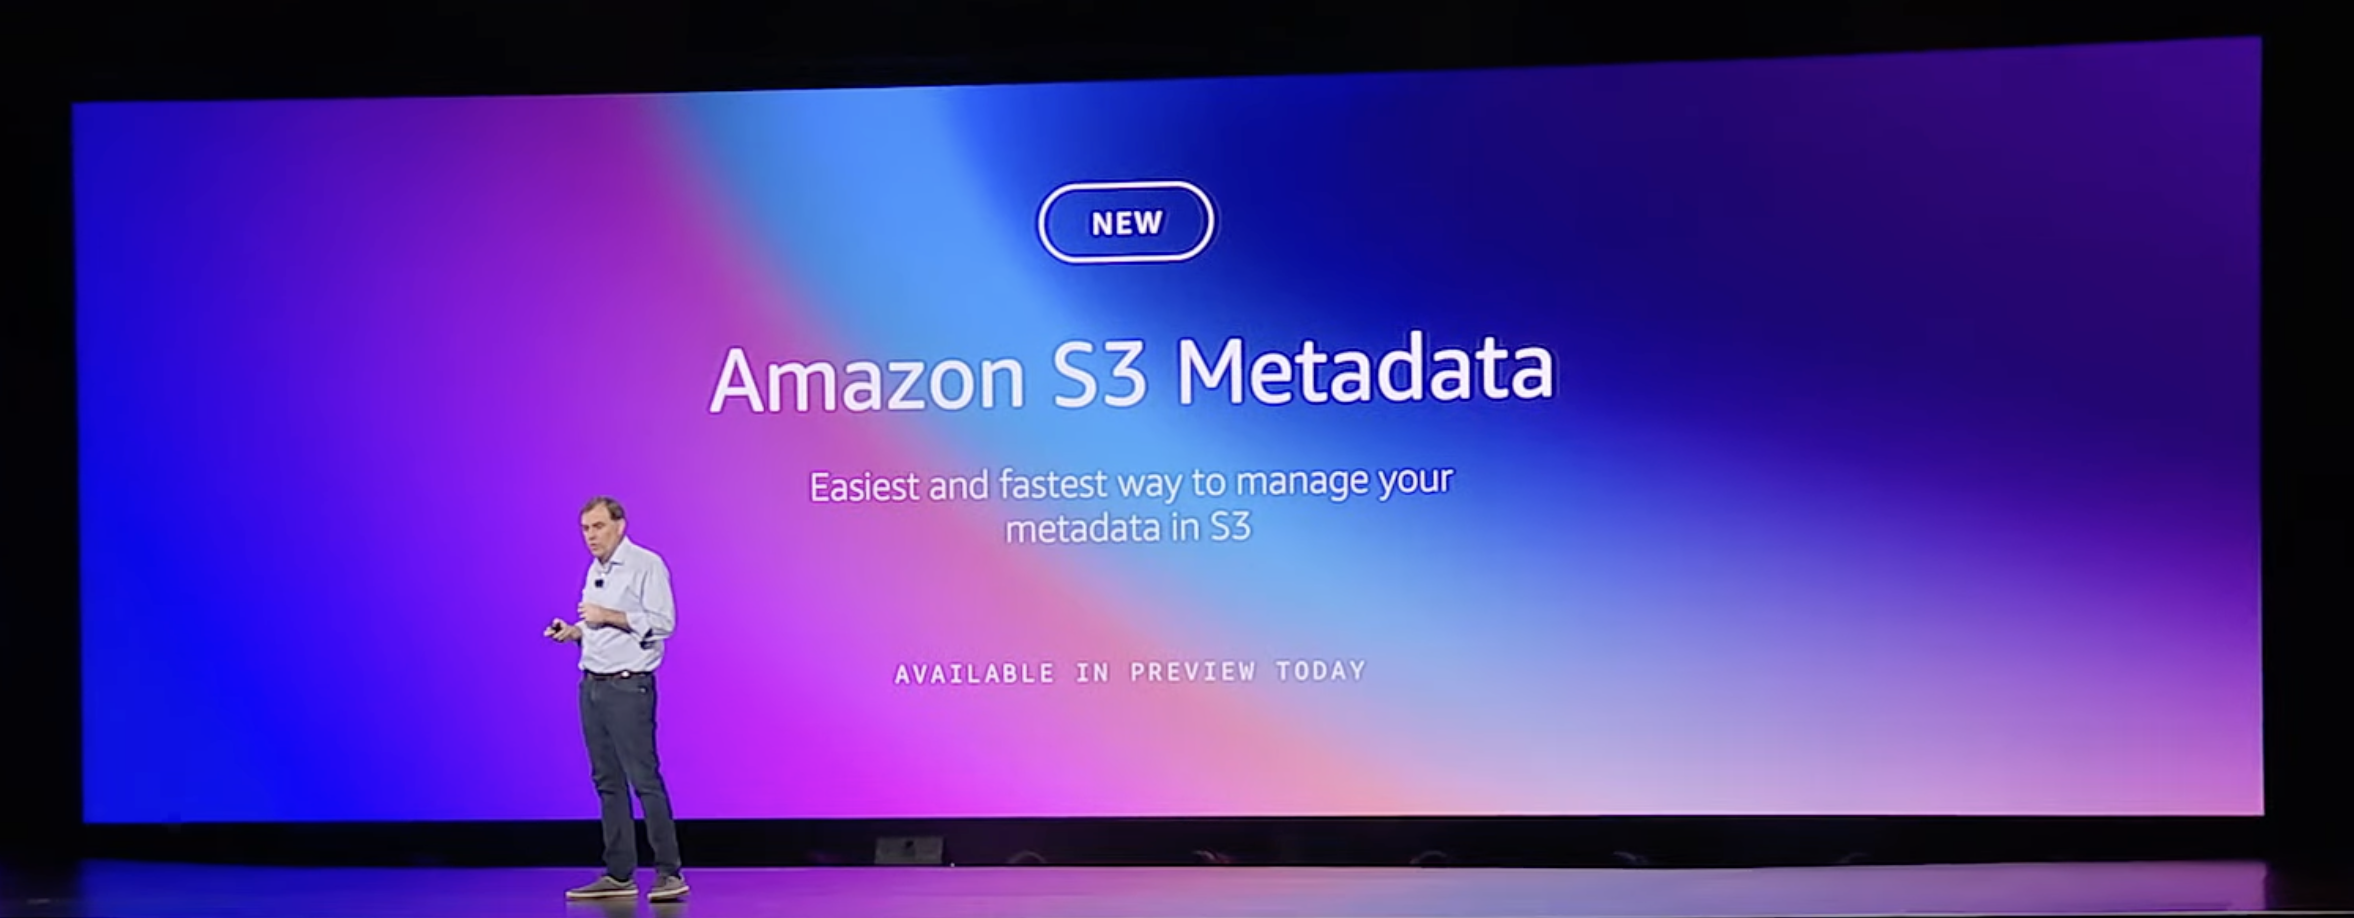 NEW
Amazon S3 Metadata
Easiest and fastest way to manage your
metadata in S3
AVAILABLE IN PREVIEW TODAY